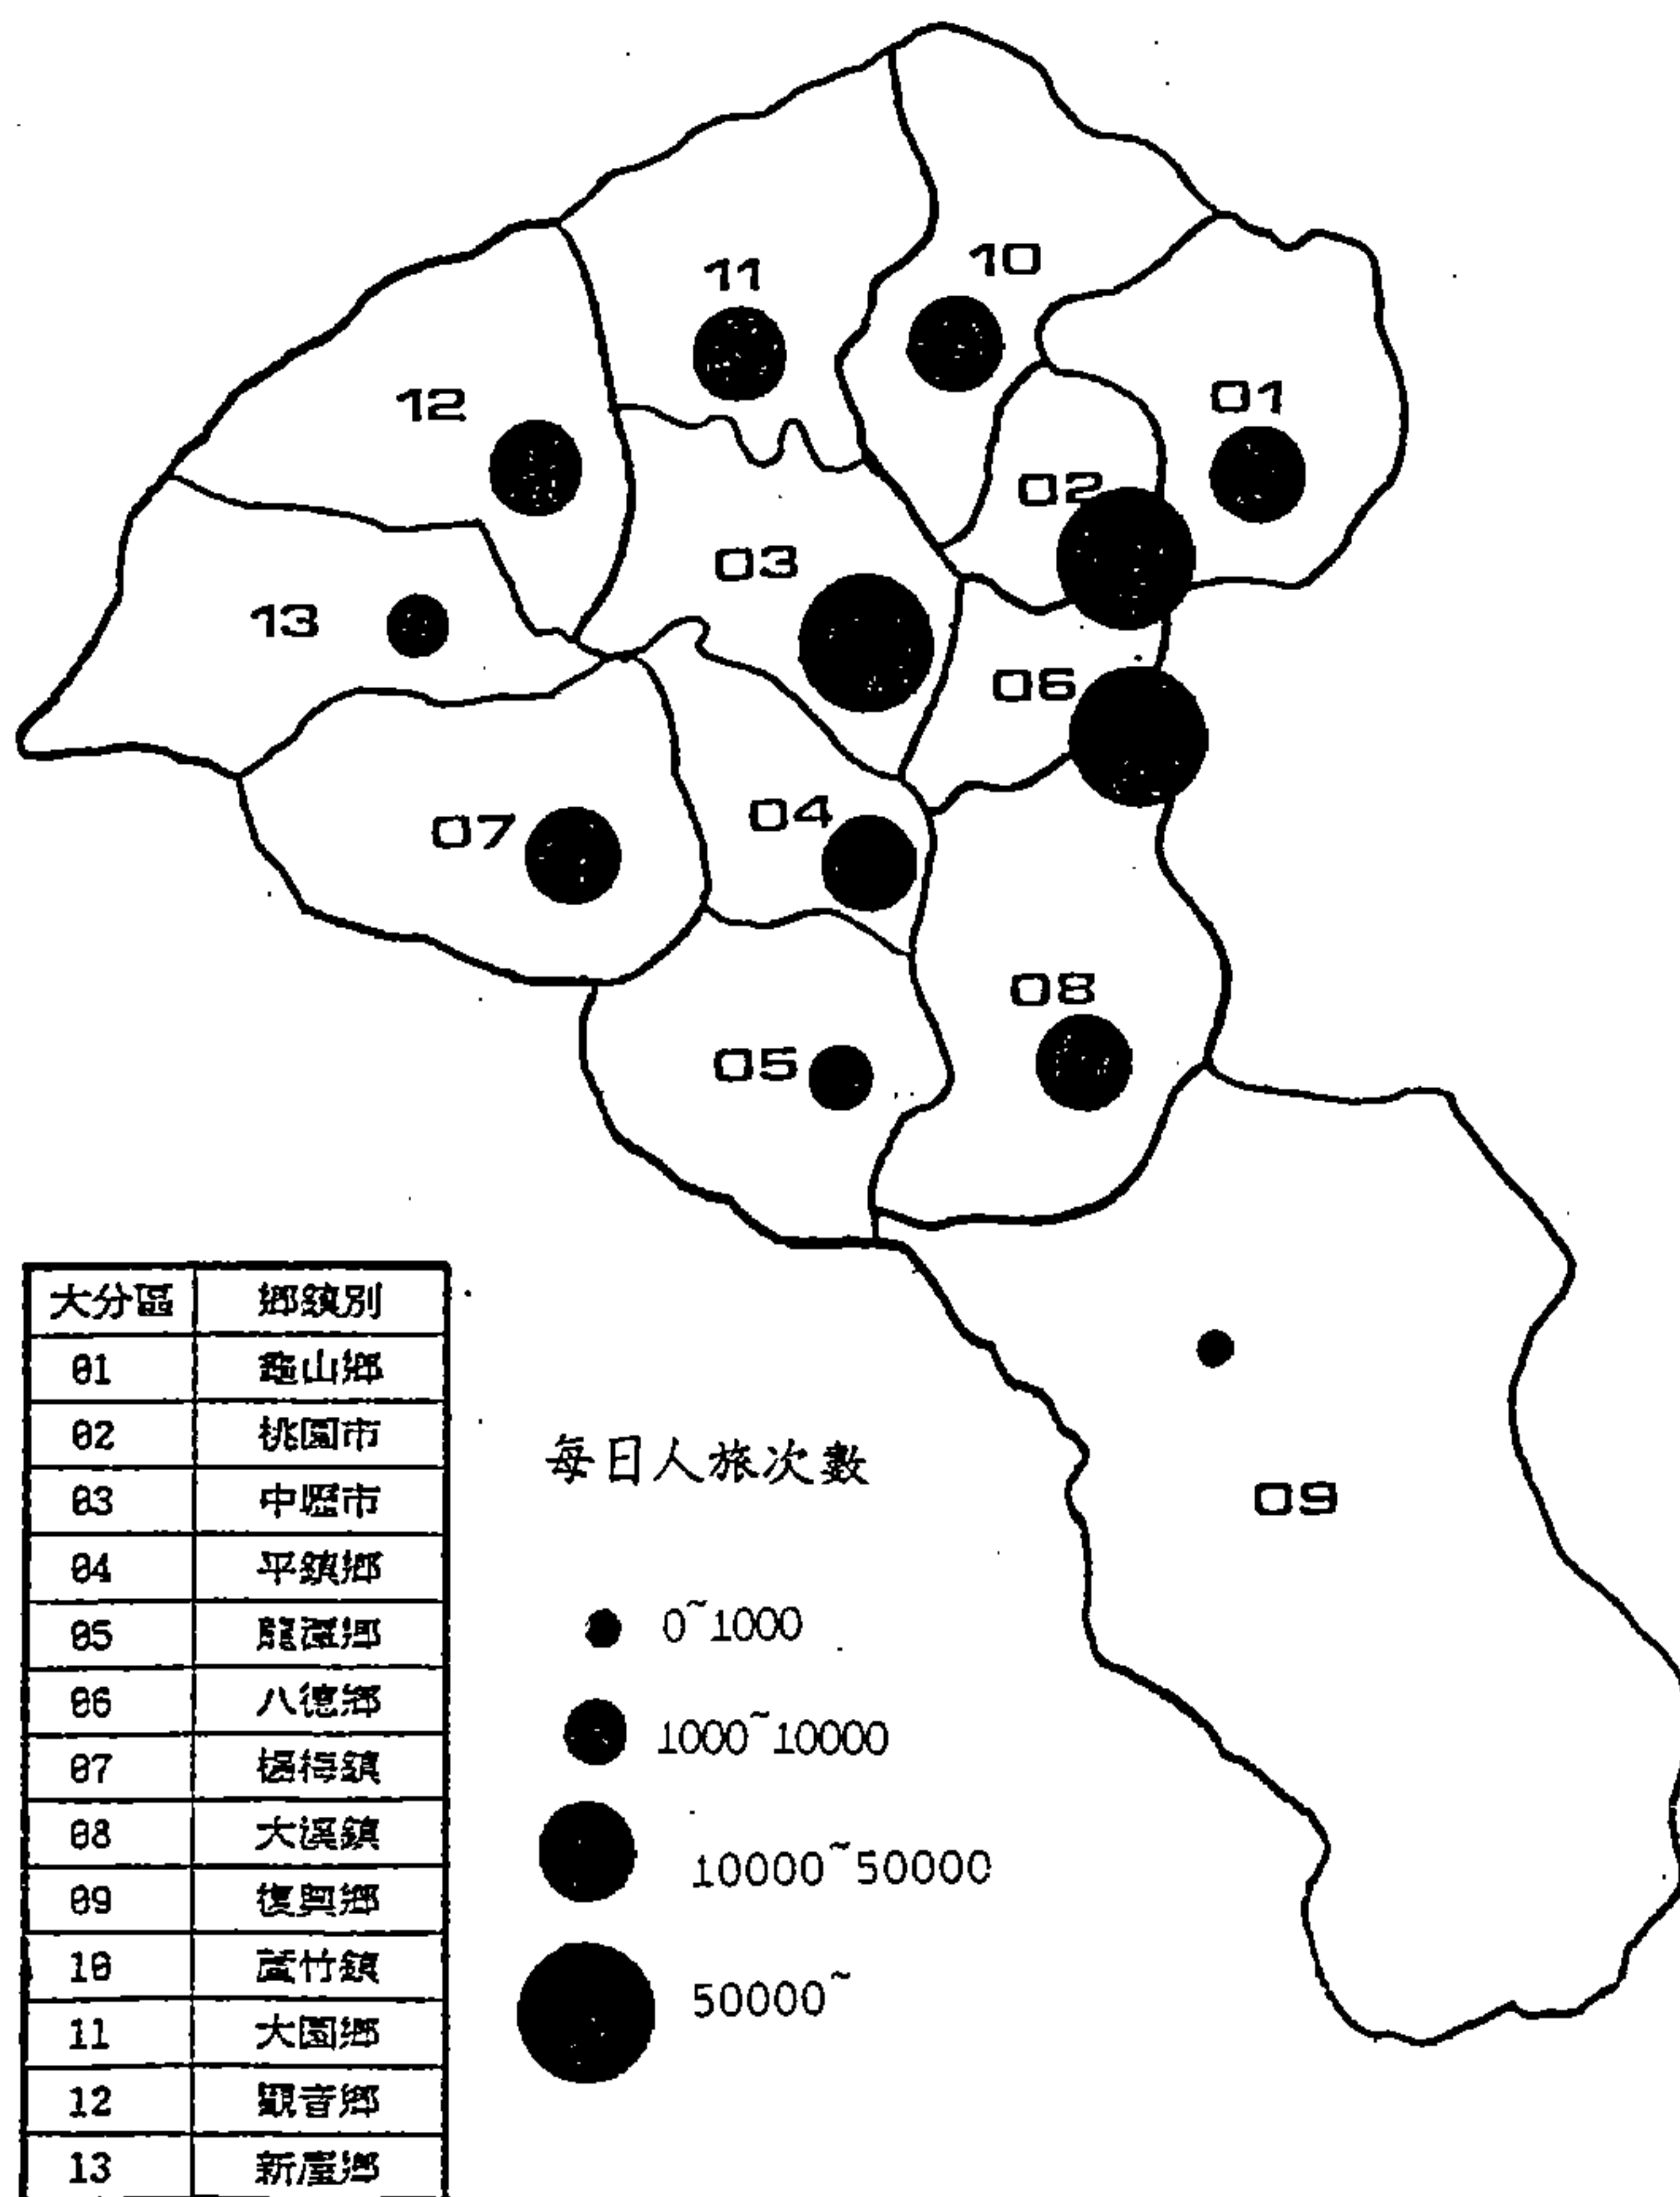 11
10
12
01
02
03
13
06
04
07
08
05
09
大分區 鄉鎮別
01 龜山鄉
02 桃園市
03 中壢市
04 平鎮鄉
05 龍潭鄉
06 八德鄉
07 楊梅鎮
08 大溪鎮
09 復興鄉
10 蘆竹鎮
11 大園鄉
12 觀音鄉
13 新屋鄉
每日人旅次數
0~1000
1000~10000
10000~50000
50000~